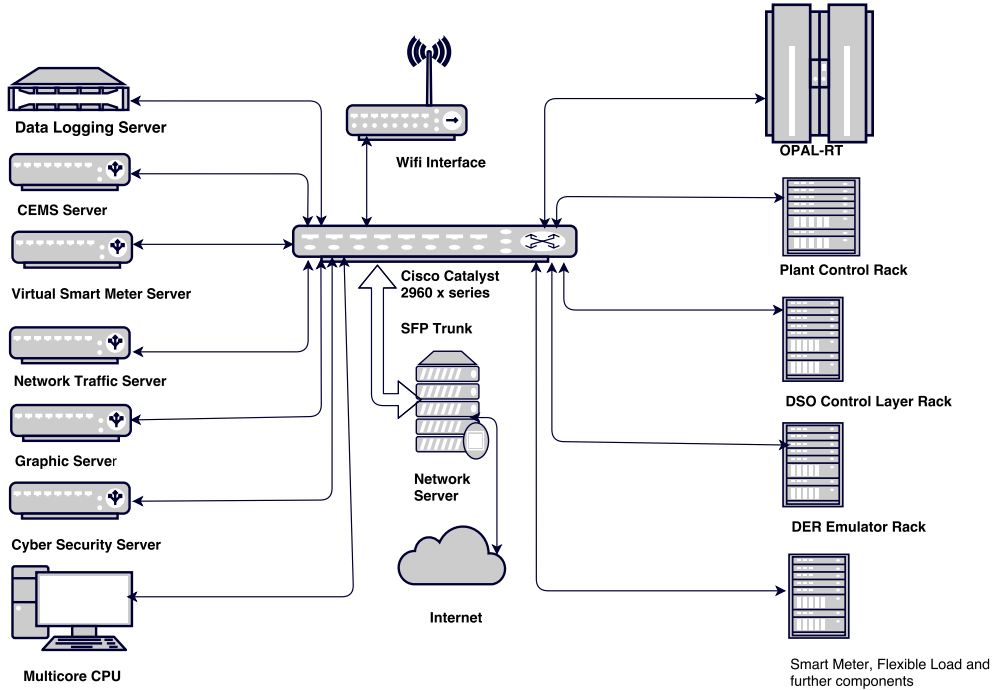 Data Logging Server
CEMS Server
Virtual Smart Meter Server
Network Traffic Server
Graphic Server
Cyber Security Server
Multicore CPU
Wifi Interface
Cisco Catalyst
2960 x series
SFP Trunk
Network
Server
Internet
OPAL-RT
Plant Control Rack
DSO Control Layer Rack
DER Emulator Rack
Smart Meter, Flexible Load and
further components